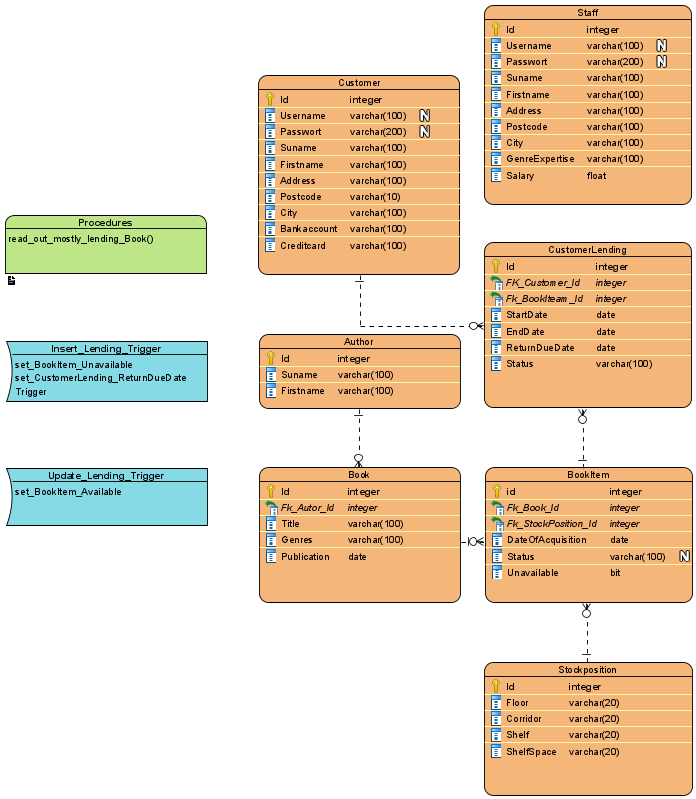 Staff
Id integer
Username varchar(100) N
Passwort varchar(200) N
Suname varchar(100)
Firstname varchar(100)
Address varchar(100)
Postcode varchar(100)
City varchar(100)
GenreExpertise varchar(100)
Salary float
Customer
Id integer
Username varchar(100) N
Passwort varchar(200) N
Suname varchar(100)
Firstname varchar(100)
Address varchar(100)
Postcode varchar(10)
City varchar(100)
Bankaccount varchar(100)
Creditcard varchar(100)
Procedures
read_out_mostly_lending_Book()
CustomerLending
Id integer
FK_Customer_Id integer
Fk_BookIteam_Id integer
StartDate date
EndDate date
ReturnDueDate date
Status varchar(100)
Insert_Lending_Trigger
set_BookItem_Unavailable
set_CustomerLending_ReturnDueDate
Trigger
Author
Id integer
Suname varchar(100)
Firstname varchar(100)
Update_Lending_Trigger
set_BookItem_Available
Book
Id integer
Fk_Autor_Id integer
Title varchar(100)
Genres varchar(100)
Publication date
BookItem
id integer
Fk_Book_Id integer
Fk_StockPosition_Id integer
DateOfAcquisition date
Status varchar(100) N
Unavailable bit
Stockposition
Id integer
Floor varchar(20)
Corridor varchar(20)
Shelf varchar(20)
ShelfSpace varchar(20)